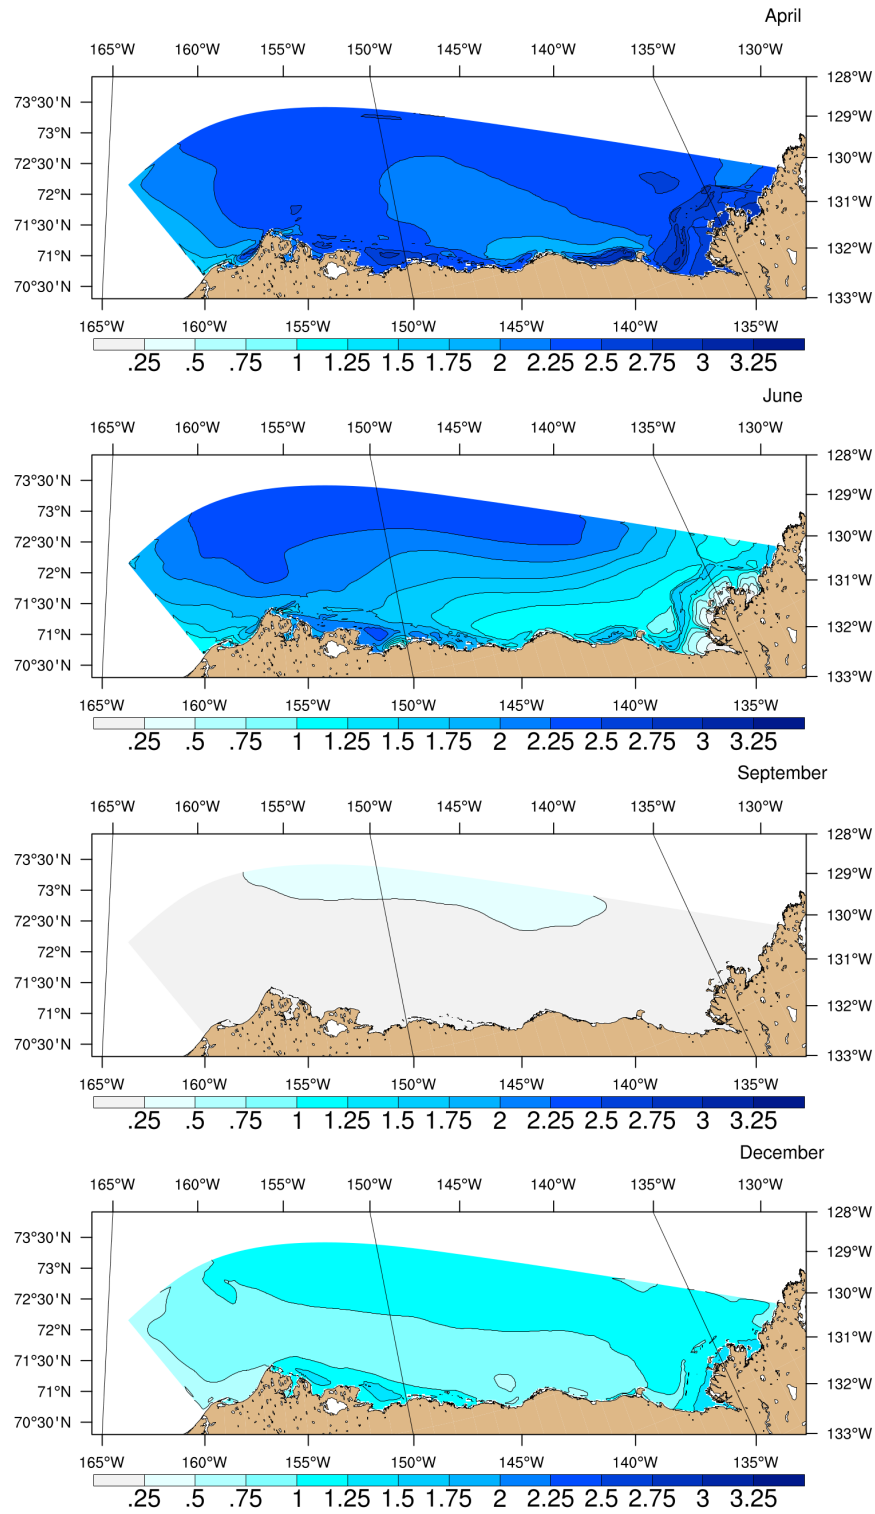 April
165°W 160°W 155°W 150°W 145°W 140°W 135°W 130°W
128°W
73°30'N
129°W
73°N
72°30'N
130°W
72°N
131°W
71°30'N
71°N
132°W
70°30'N
133°W
165°W 160°W 155°W 150°W 145°W 140°W 135°W
.25 .5 .75 1 1.25 1.5 1.75 2 2.25 2.5 2.75 3 3.25
June
165°W 160°W 155°W 150°W 145°W 140°W 135°W 130°W
128°W
73°30'N
129°W
73°N
72°30'N
130°W
72°N
131°W
71°30'N
71°N
132°W
70°30'N
133°W
165°W 160°W 155°W 150°W 145°W 140°W 135°W
.25 .5 .75 1 1.25 1.5 1.75 2 2.25 2.5 2.75 3 3.25
September
165°W 160°W 155°W 150°W 145°W 140°W 135°W 130°W
128°W
73°30'N
129°W
73°N
72°30'N
130°W
72°N
131°W
71°30'N
71°N
132°W
70°30'N
133°W
165°W 160°W 155°W 150°W 145°W 140°W 135°W
.25 .5 .75 1 1.25 1.5 1.75 2 2.25 2.5 2.75 3 3.25
December
165°W 160°W 155°W 150°W 145°W 140°W 135°W 130°W
128°W
73°30'N
129°W
73°N
72°30'N
130°W
72°N
131°W
71°30'N
71°N
132°W
70°30'N
133°W
165°W 160°W 155°W 150°W 145°W 140°W 135°W
.25 .5 .75 1 1.25 1.5 1.75 2 2.25 2.5 2.75 3 3.25